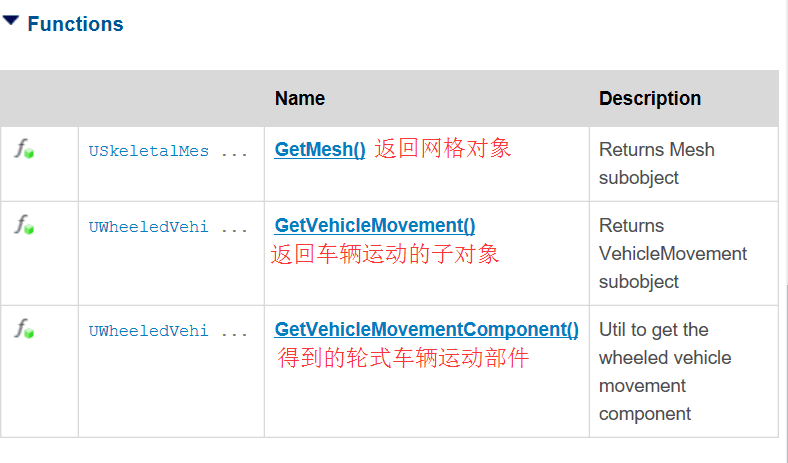 Functions
Name Description
USkeletalMes ... GetMesh() 返回网格对象 Returns Mesh
subobject
UWheeledVehi ... GetVehicleMovement() Returns
返回车辆运动的子对象 VehicleMovement
subobject
UWheeledVehi ... GetVehicleMovementComponent() Util to get the
得到的轮式车辆运动部件 wheeled vehicle
movement
component